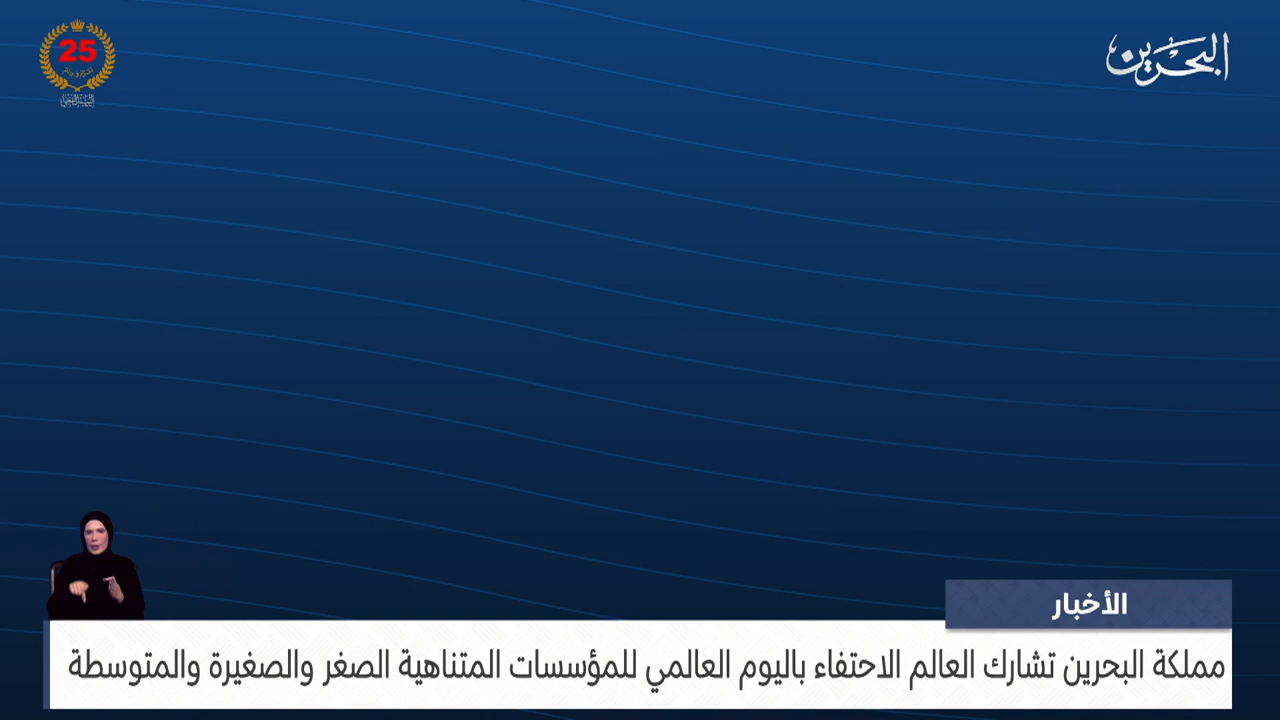 البحرين
25
الأخبار
مملكة البحرين تشارك العالم الاحتفاء باليوم العالمي للمؤسسات المتناهية الصغر والصغيرة والمتوسطة